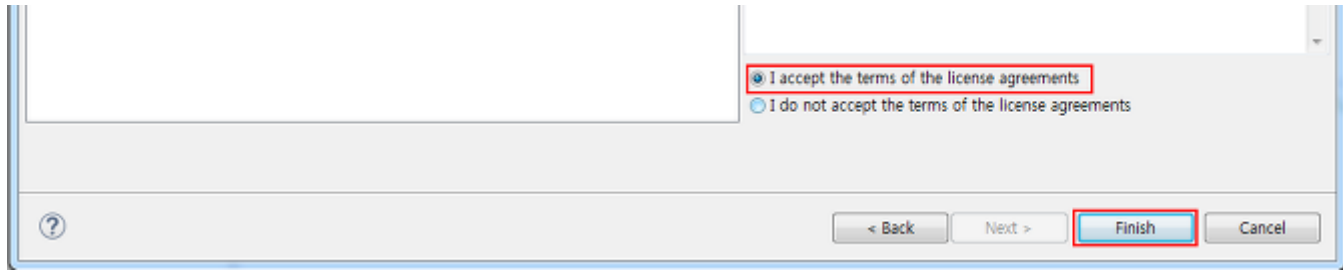 I accept the terms of the license agreements
I do not accept the terms of the license agreements
?
< Back Next > Finish Cancel